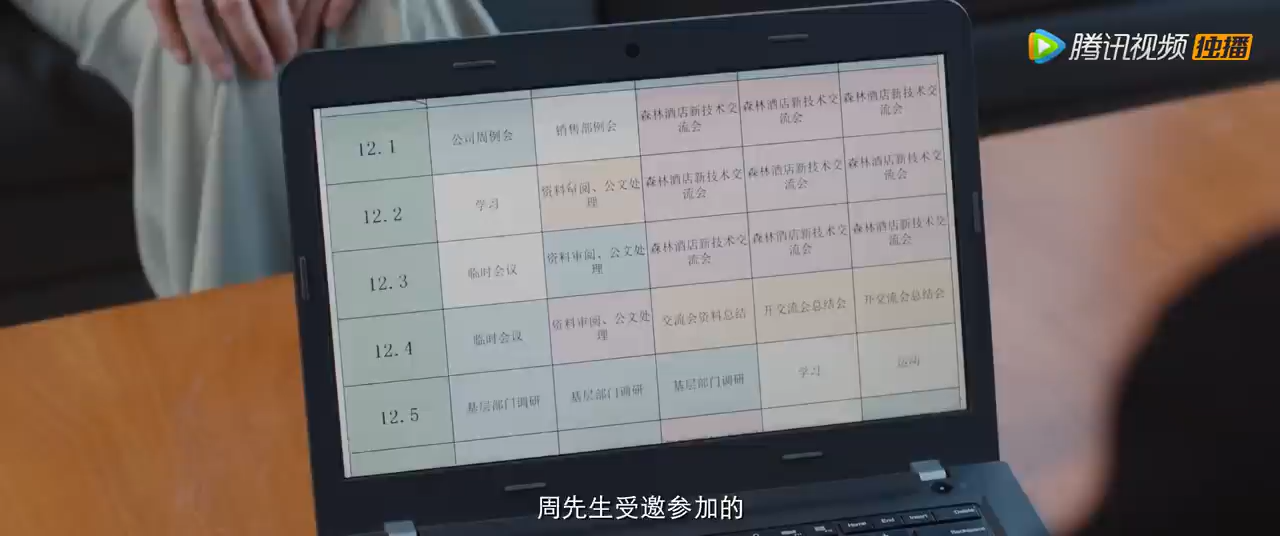 腾讯视频 独播
12.1 公司周例会 销售部例会 森林酒店新技术交流会 森林酒店新技术交流会 森林酒店新技术交流会
12.2 学习 资料审阅、公文处理 森林酒店新技术交流会 森林酒店新技术交流会 森林酒店新技术交流会
12.3 临时会议 资料审阅、公文处理 森林酒店新技术交流会 森林酒店新技术交流会 森林酒店新技术交流会
12.4 临时会议 资料审阅、公文处理 交流会资料总结 开交流会总结会 开交流会总结会
12.5 基层部门调研 基层部门调研 基层部门调研 学习 运动
周先生受邀参加的
Home End Insert Delete
Backspace